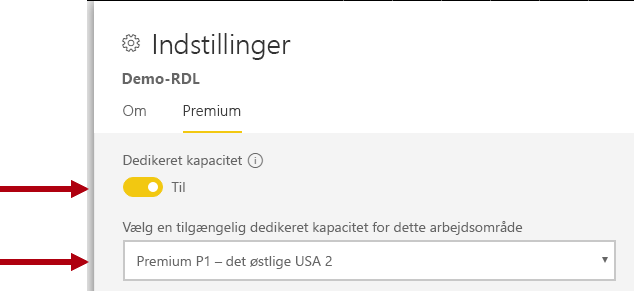 Indstillinger
Demo-RDL
Om Premium
Dedikeret kapacitet
Til
Vælg en tilgængelig dedikeret kapacitet for dette arbejdsområde
Premium P1 – det østlige USA 2